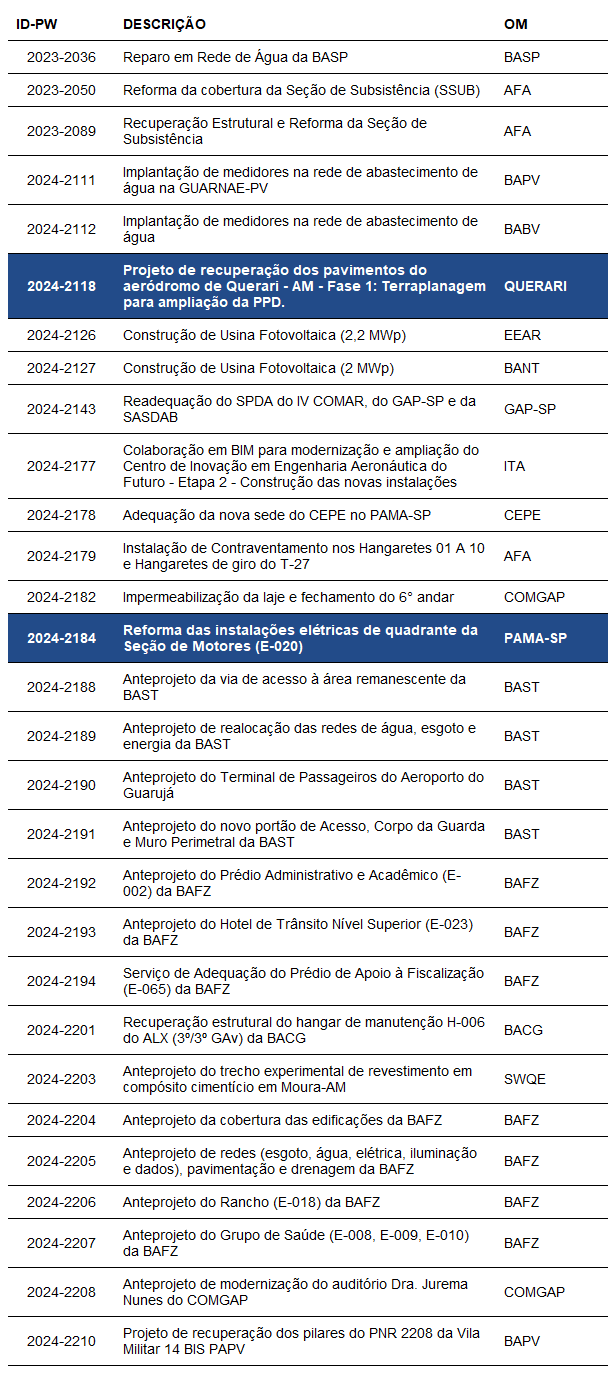 ID-PW DESCRIÇÃO OM
2023-2036 Reparo em Rede de Água da BASP BASP
2023-2050 Reforma da cobertura da Seção de Subsistência (SSUB) AFA
2023-2089 Recuperação Estrutural e Reforma da Seção de
Subsistência AFA
2024-2111 Implantação de medidores na rede de abastecimento de
água na GUARNAE-PV BAPV
2024-2112 Implantação de medidores na rede de abastecimento de
água BABV
2024-2118 Projeto de recuperação dos pavimentos do
aeródromo de Querari - AM - Fase 1: Terraplanagem
para ampliação da PPD. QUERARI
2024-2126 Construção de Usina Fotovoltaica (2,2 MWp) EEAR
2024-2127 Construção de Usina Fotovoltaica (2 MWp) BANT
2024-2143 Readequação do SPDA do IV COMAR, do GAP-SP e da
SASDAB GAP-SP
2024-2177 Colaboração em BIM para modernização e ampliação do
Centro de Inovação em Engenharia Aeronáutica do
Futuro - Etapa 2 - Construção das novas instalações ITA
2024-2178 Adequação da nova sede do CEPE no PAMA-SP CEPE
2024-2179 Instalação de Contraventamento nos Hangaretes 01 A 10
e Hangaretes de giro do T-27 AFA
2024-2182 Impermeabilização da laje e fechamento do 6° andar COMGAP
2024-2184 Reforma das instalações elétricas de quadrante da
Seção de Motores (E-020) PAMA-SP
2024-2188 Anteprojeto da via de acesso à área remanescente da
BAST BAST
2024-2189 Anteprojeto de realocação das redes de água, esgoto e
energia da BAST BAST
2024-2190 Anteprojeto do Terminal de Passageiros do Aeroporto do
Guarujá BAST
2024-2191 Anteprojeto do novo portão de Acesso, Corpo da Guarda
e Muro Perimetral da BAST BAST
2024-2192 Anteprojeto do Prédio Administrativo e Acadêmico (E-
002) da BAFZ BAFZ
2024-2193 Anteprojeto do Hotel de Trânsito Nível Superior (E-023)
da BAFZ BAFZ
2024-2194 Serviço de Adequação do Prédio de Apoio à Fiscalização
(E-065) da BAFZ BAFZ
2024-2201 Recuperação estrutural do hangar de manutenção H-006
do ALX (3º/3º GAv) da BACG BACG
2024-2203 Anteprojeto do trecho experimental de revestimento em
compósito cimentício em Moura-AM SWQE
2024-2204 Anteprojeto da cobertura das edificações da BAFZ BAFZ
2024-2205 Anteprojeto de redes (esgoto, água, elétrica, iluminação
e dados), pavimentação e drenagem da BAFZ BAFZ
2024-2206 Anteprojeto do Rancho (E-018) da BAFZ BAFZ
2024-2207 Anteprojeto do Grupo de Saúde (E-008, E-009, E-010)
da BAFZ BAFZ
2024-2208 Anteprojeto de modernização do auditório Dra. Jurema
Nunes do COMGAP COMGAP
2024-2210 Projeto de recuperação dos pilares do PNR 2208 da Vila
Militar 14 BIS PAPV BAPV